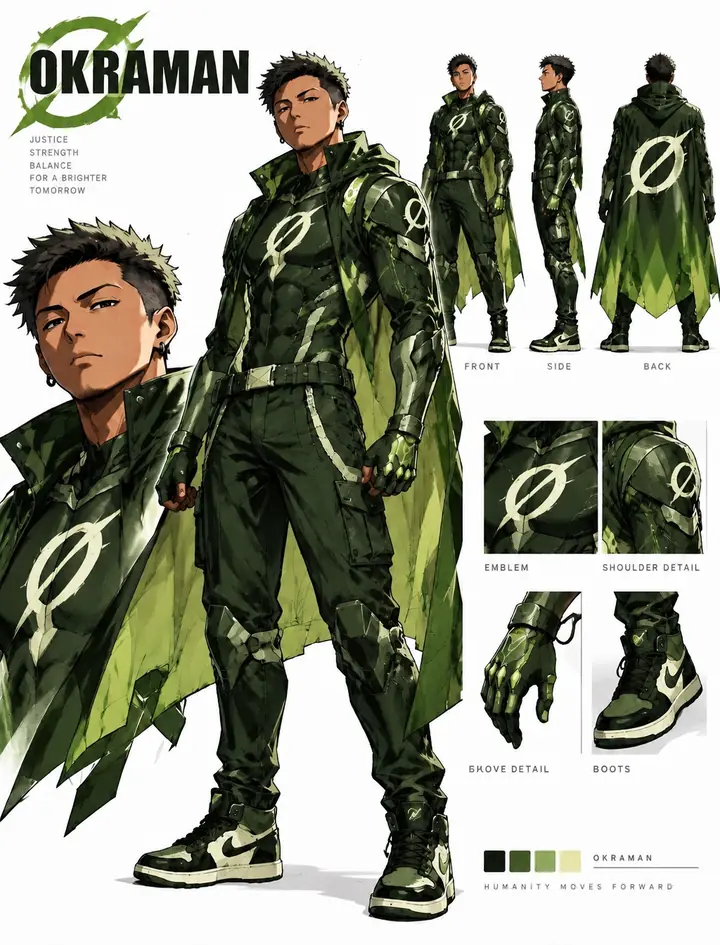 OKRAMAN
JUSTICE
STRENGTH
BALANCE
FOR A BRIGHTER
TOMORROW
FRONT
SIDE
BACK
EMBLEM
SHOULDER DETAIL
GKOVE DETAIL
BOOTS
OKRAMAN
HUMANITY MOVES FORWARD